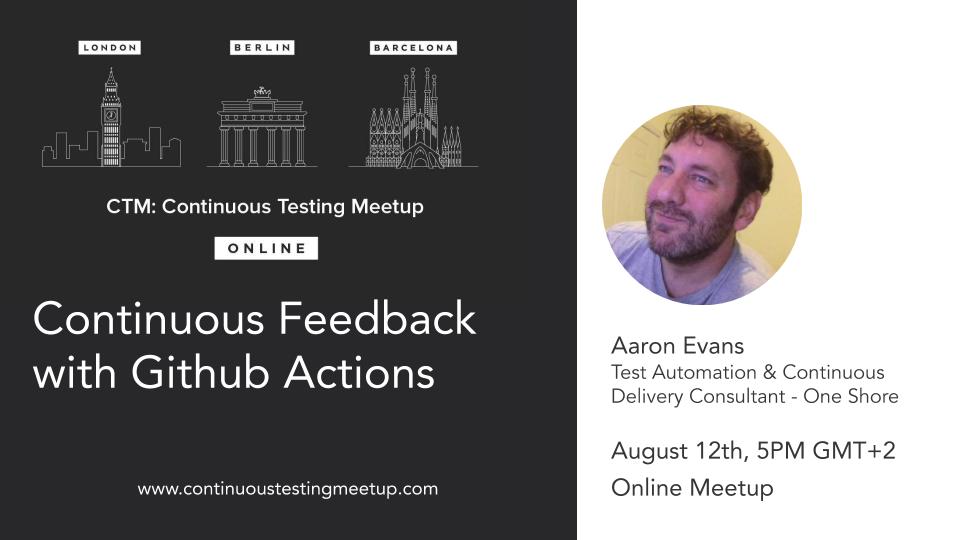 LONDON
BERLIN
BARCELONA
CTM: Continuous Testing Meetup
ONLINE
Continuous Feedback
with Github Actions
www.continuoustestingmeetup.com
Aaron Evans
Test Automation & Continuous
Delivery Consultant - One Shore
August 12th, 5PM GMT+2
Online Meetup